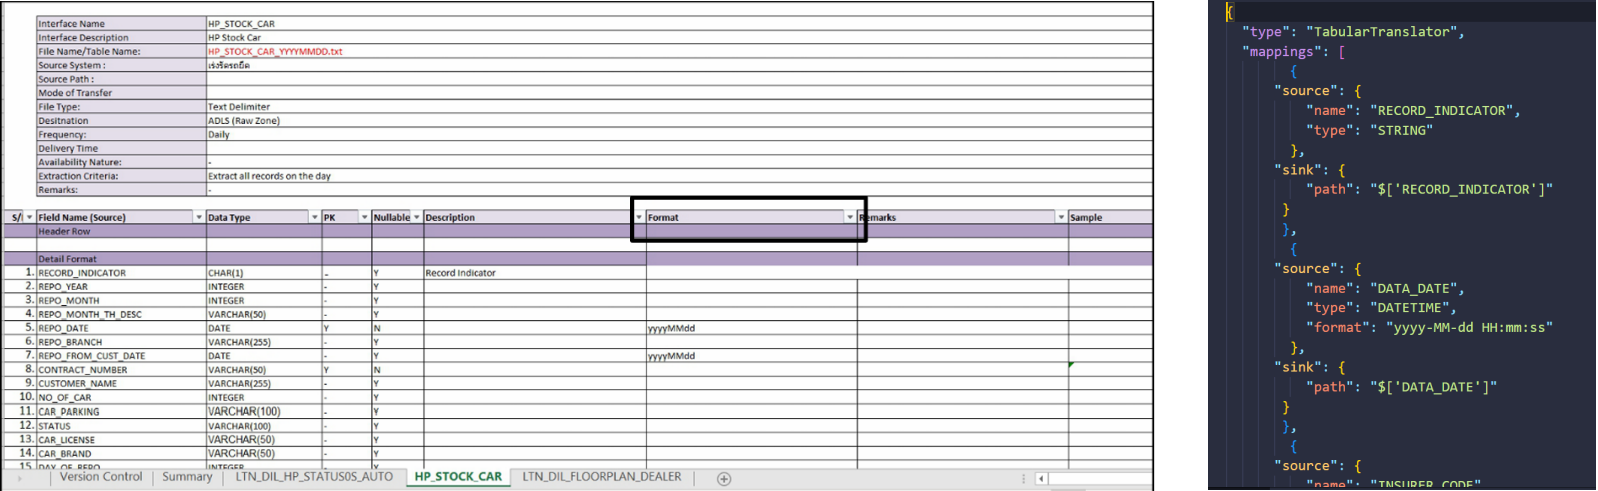 Interface Name HP_STOCK_CAR
Interface Description HP Stock Car
File Name/Table Name: HP_STOCK_CAR_YYYYMMDD.txt
Source System : เร่งรัดรถยึด
Source Path :
Mode of Transfer
File Type: Text Delimiter
Desitnation ADLS (Raw Zone)
Frequency: Daily
Delivery Time
Availability Nature: -
Extraction Criteria: Extract all records on the day
Remarks: -
S/ Field Name (Source) Data Type PK Nullable Description Format Remarks Sample
Header Row
Detail Format
1. RECORD_INDICATOR CHAR(1) - Y Record Indicator
2. REPO_YEAR INTEGER - Y
3. REPO_MONTH INTEGER - Y
4. REPO_MONTH_TH_DESC VARCHAR(50) - Y
5. REPO_DATE DATE Y N yyyyMMdd
6. REPO_BRANCH VARCHAR(255) - Y
7. REPO_FROM_CUST_DATE DATE - Y yyyyMMdd
8. CONTRACT_NUMBER VARCHAR(50) Y N
9. CUSTOMER_NAME VARCHAR(255) - Y
10. NO_OF_CAR INTEGER - Y
11. CAR_PARKING VARCHAR(100) - Y
12. STATUS VARCHAR(100) - Y
13. CAR_LICENSE VARCHAR(50) - Y
14. CAR_BRAND VARCHAR(50) - Y
15. DAY_OF_REPO INTEGER - Y
Version Control Summary LTN_DIL_HP_STATUS0S_AUTO HP_STOCK_CAR LTN_DIL_FLOORPLAN_DEALER
{
"type": "TabularTranslator",
"mappings": [
{
"source": {
"name": "RECORD_INDICATOR",
"type": "STRING"
},
"sink": {
"path": "$['RECORD_INDICATOR']"
}
},
{
"source": {
"name": "DATA_DATE",
"type": "DATETIME",
"format": "yyyy-MM-dd HH:mm:ss"
},
"sink": {
"path": "$['DATA_DATE']"
}
},
{
"source": {
"name": "INSURER_CODE"